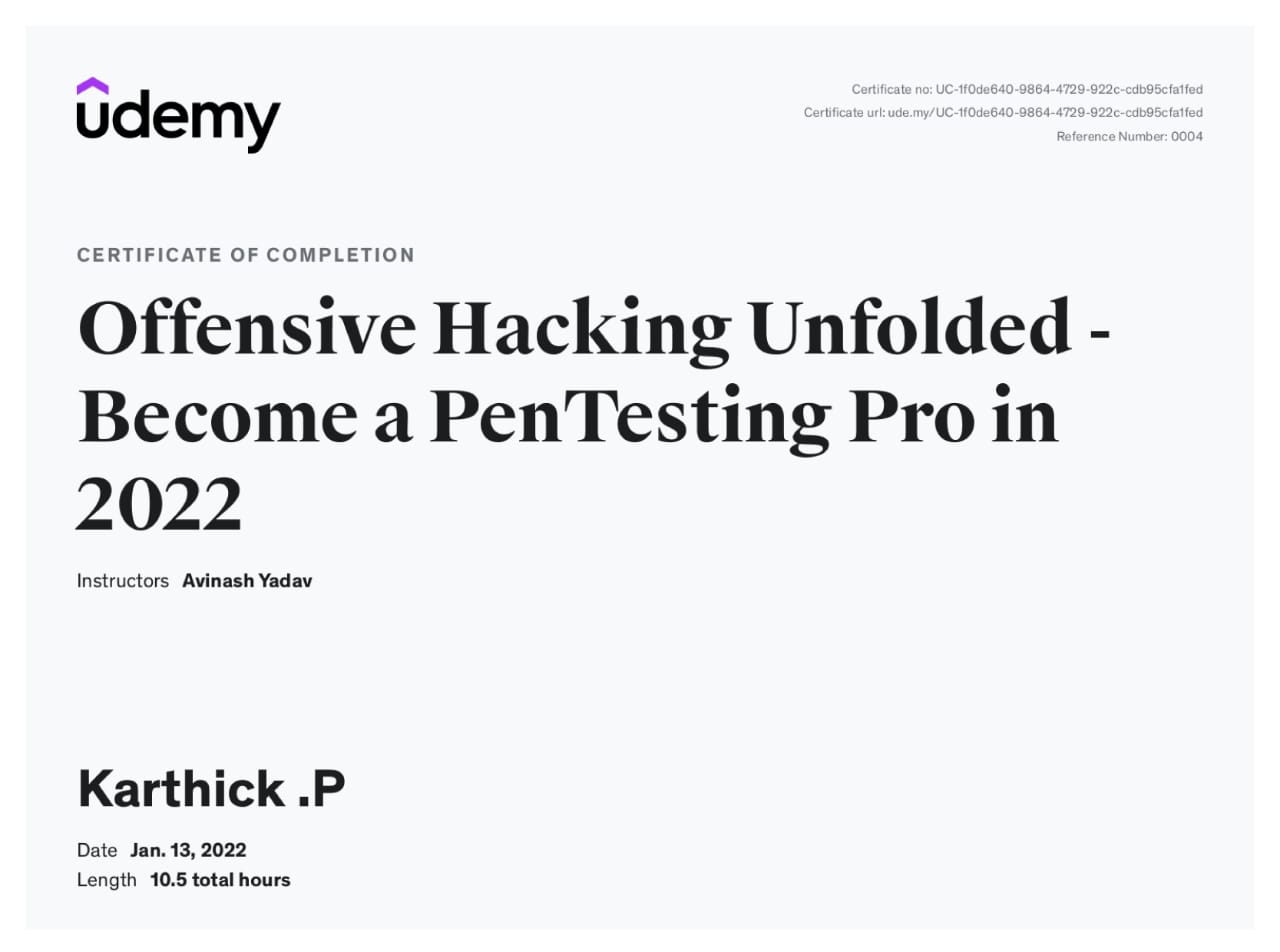 udemy
Certificate no: UC-1f0de640-9864-4729-922c-cdb95cfa1fed
Certificate url: ude.my/UC-1f0de640-9864-4729-922c-cdb95cfa1fed
Reference Number: 0004
CERTIFICATE OF COMPLETION
Offensive Hacking Unfolded -
Become a PenTesting Pro in
2022
Instructors Avinash Yadav
Karthick .P
Date Jan. 13, 2022
Length 10.5 total hours